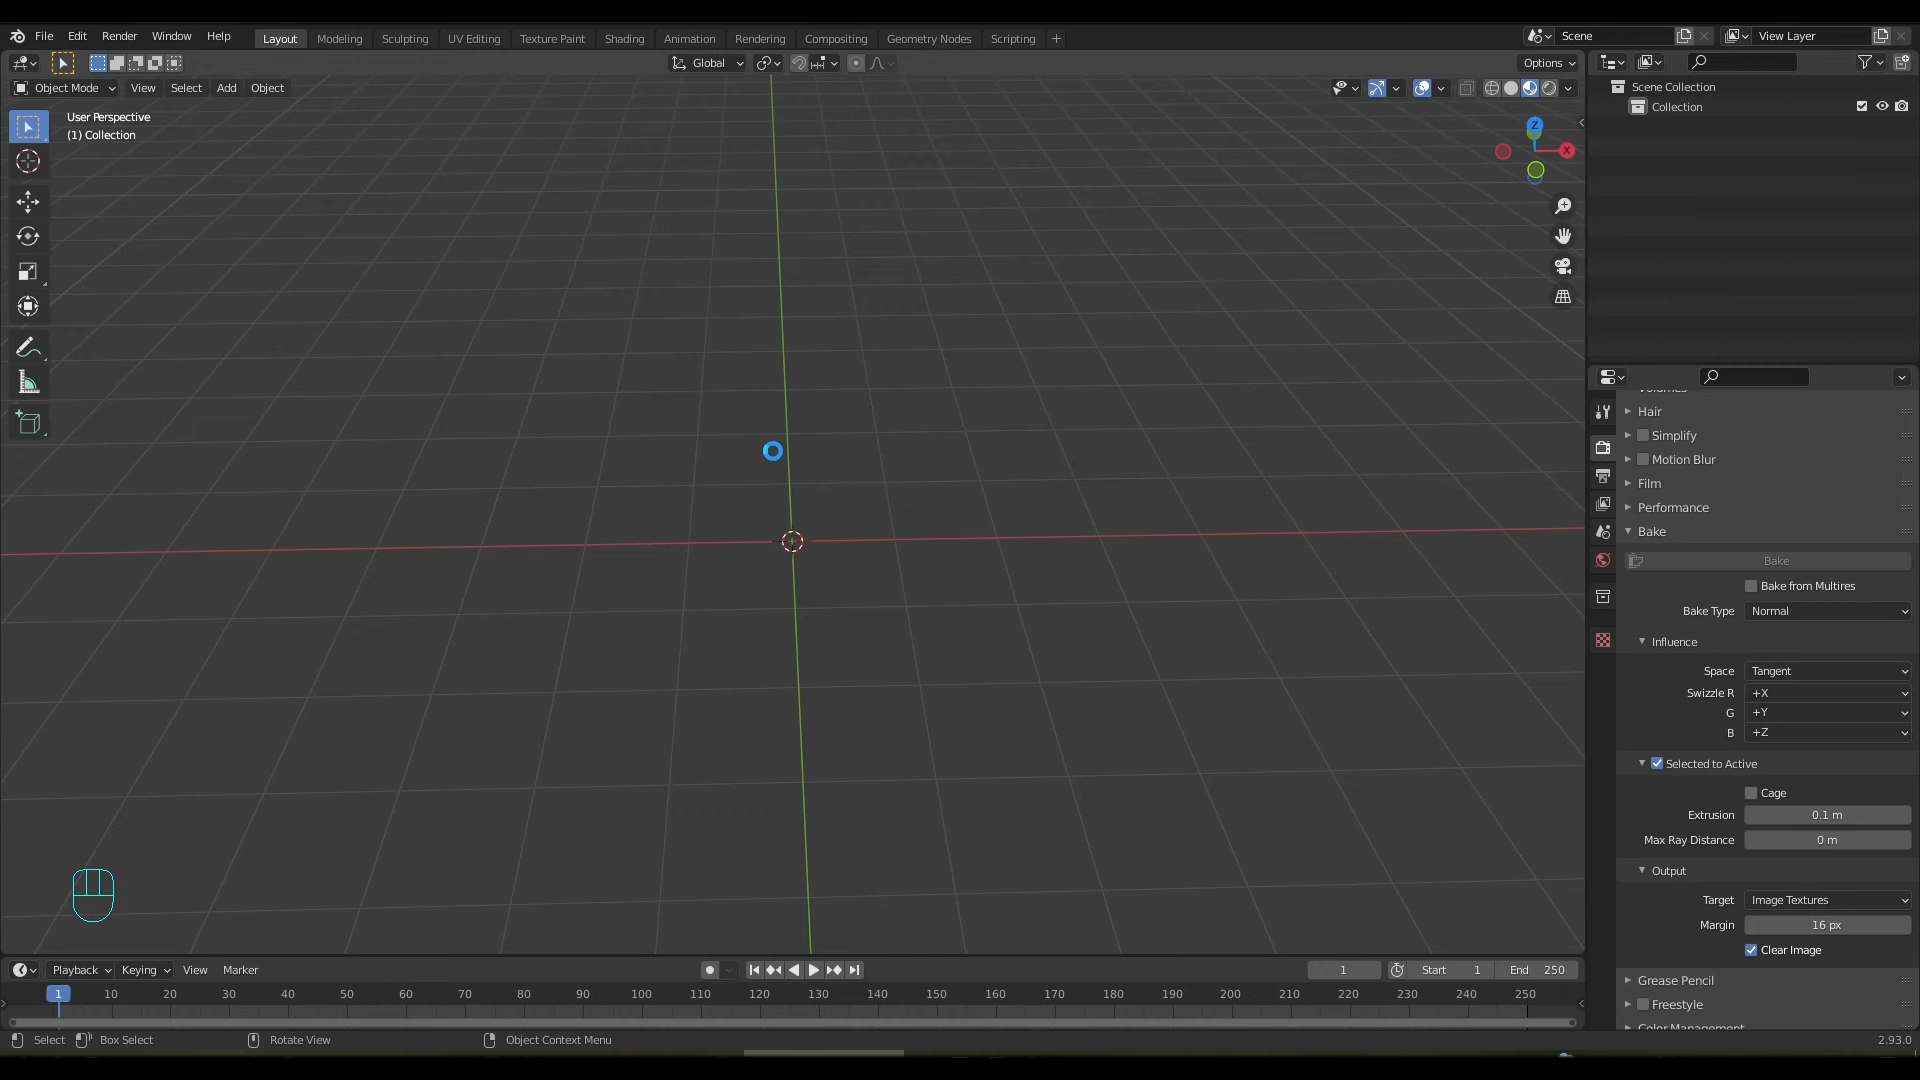 File Edit Render Window Help Layout Modeling Sculpting UV Editing Texture Paint Shading Animation Rendering Compositing Geometry Nodes Scripting + Scene View Layer
Global Options
Object Mode View Select Add Object
User Perspective
(1) Collection
Z
X
Scene Collection
Collection
Hair
Simplify
Motion Blur
Film
Performance
Bake
Bake
Bake from Multires
Bake Type Normal
Influence
Space Tangent
Swizzle R +X
G +Y
B +Z
Selected to Active
Cage
Extrusion 0.1 m
Max Ray Distance 0 m
Output
Target Image Textures
Margin 16 px
Clear Image
Grease Pencil
Freestyle
Playback Keying View Marker 1 Start 1 End 250
1 10 20 30 40 50 60 70 80 90 100 110 120 130 140 150 160 170 180 190 200 210 220 230 240 250
Select Box Select Rotate View Object Context Menu 2.93.0